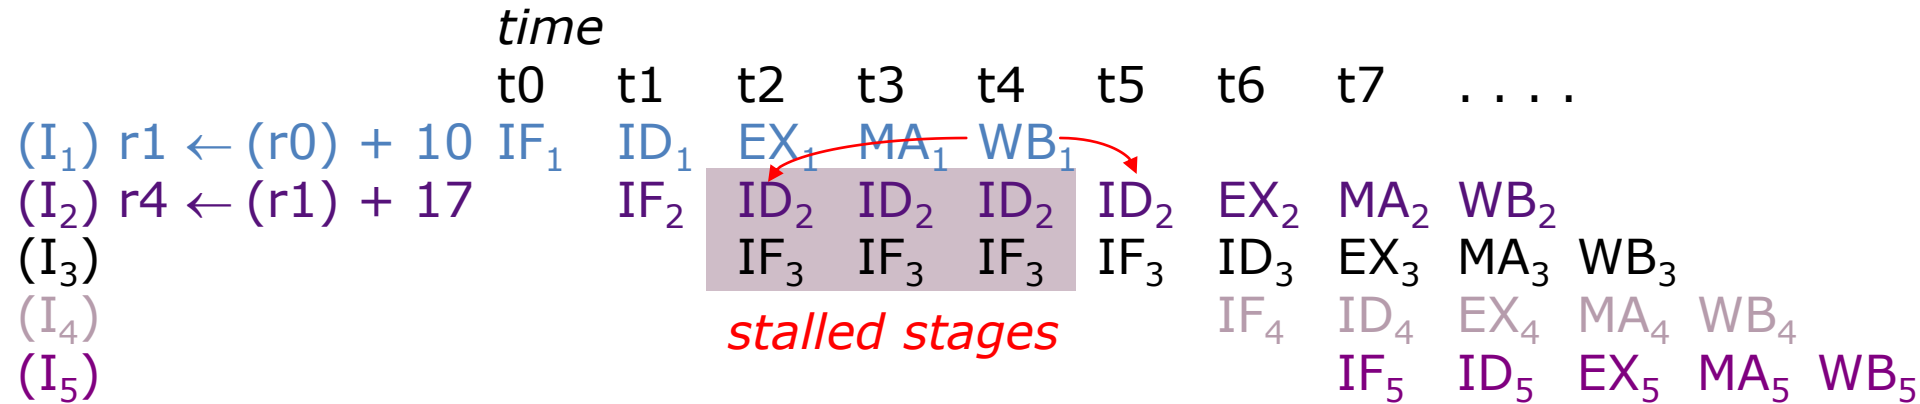 time
t0 t1 t2 t3 t4 t5 t6 t7 . . . .
(I₁) r1 ← (r0) + 10 IF₁ ID₁ EX₁ MA₁ WB₁
(I₂) r4 ← (r1) + 17 IF₂ ID₂ ID₂ ID₂ ID₂ EX₂ MA₂ WB₂
(I₃) IF₃ IF₃ IF₃ IF₃ ID₃ EX₃ MA₃ WB₃
(I₄) IF₄ ID₄ EX₄ MA₄ WB₄
stalled stages
(I₅) IF₅ ID₅ EX₅ MA₅ WB₅